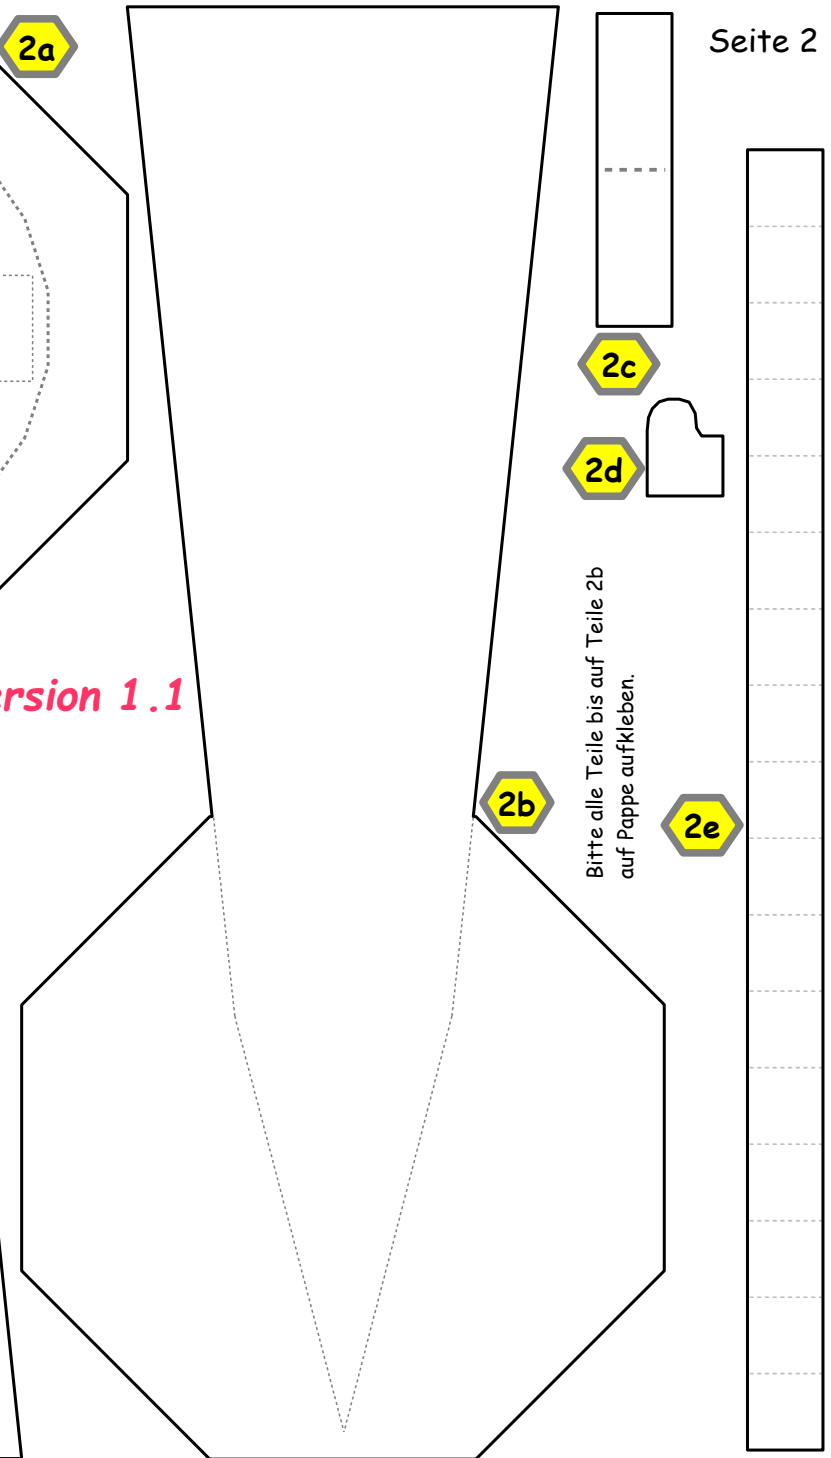 2a
Seite 2
2c
2d
Bitte alle Teile bis auf Teile 2b
auf Pappe aufkleben.
ersion 1.1
2b
2e